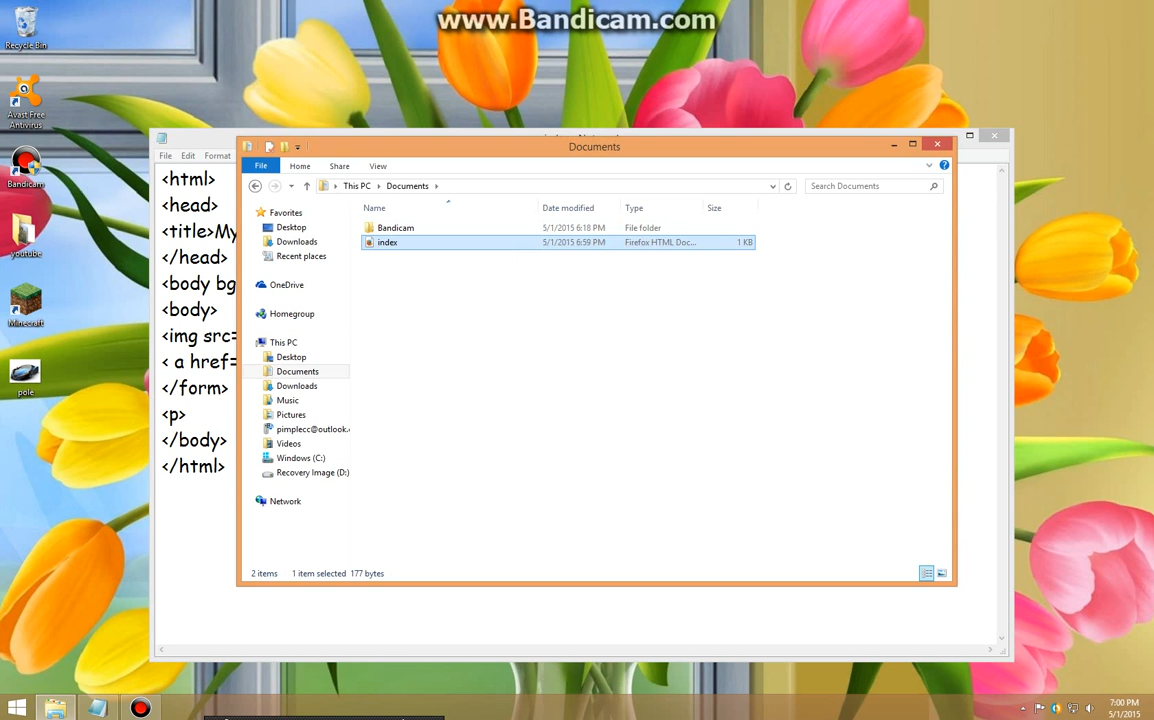 www.Bandicam.com
Recycle Bin
Avast Free
Antivirus
Bandicam
youtube
Minecraft
pole
File Edit Format
<html>
<head>
<title>My
</head>
<body bg
<body>
<img src=
< a href=
</form>
<p>
</body>
</html>
Documents
File Home Share View
This PC Documents
Search Documents
Name Date modified Type Size
Bandicam 5/1/2015 6:18 PM File folder
index 5/1/2015 6:59 PM Firefox HTML Doc... 1 KB
Favorites
Desktop
Downloads
Recent places
OneDrive
Homegroup
This PC
Desktop
Documents
Downloads
Music
Pictures
pimplecc@outlook.
Videos
Windows (C:)
Recovery Image (D:)
Network
2 items 1 item selected 177 bytes
7:00 PM
5/1/2015